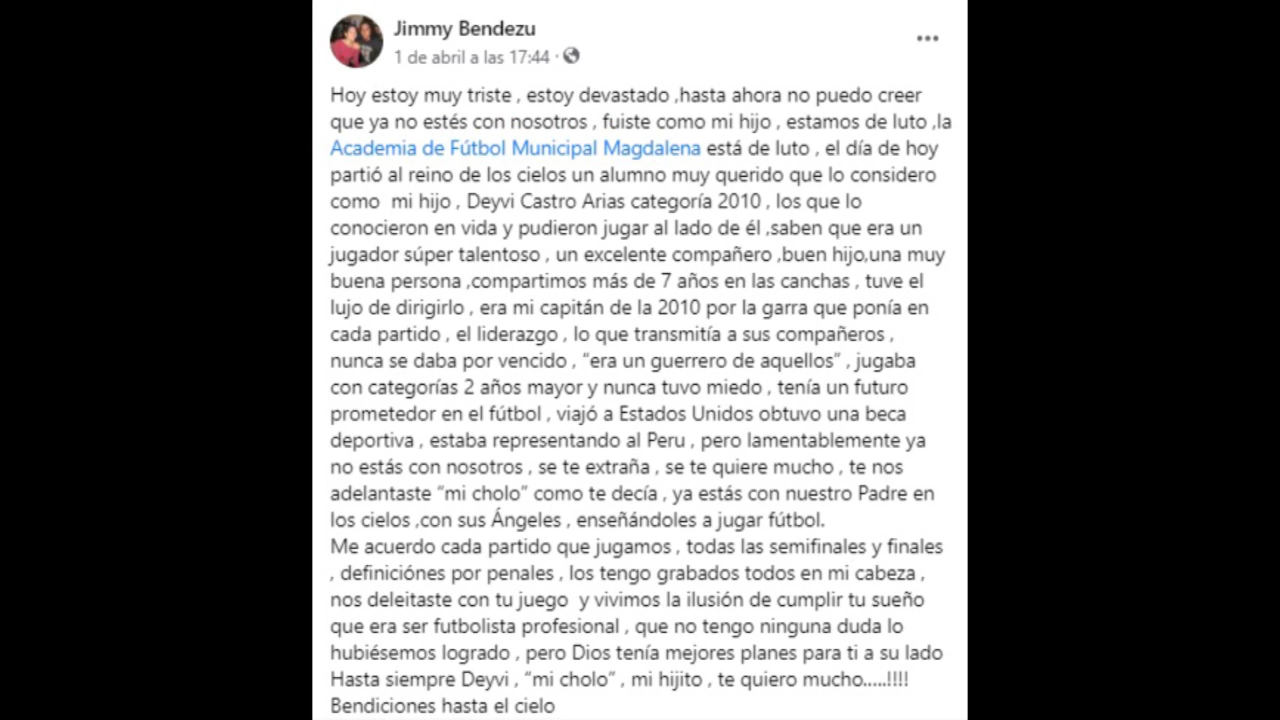 Jimmy Bendezu
1 de abril a las 17:44 ·
Hoy estoy muy triste , estoy devastado ,hasta ahora no puedo creer
que ya no estés con nosotros , fuiste como mi hijo , estamos de luto ,la
Academia de Fútbol Municipal Magdalena está de luto , el día de hoy
partió al reino de los cielos un alumno muy querido que lo considero
como  mi hijo , Deyvi Castro Arias categoría 2010 , los que lo
conocieron en vida y pudieron jugar al lado de él ,saben que era un
jugador súper talentoso , un excelente compañero ,buen hijo,una muy
buena persona ,compartimos más de 7 años en las canchas , tuve el
lujo de dirigirlo , era mi capitán de la 2010 por la garra que ponía en
cada partido , el liderazgo , lo que transmitía a sus compañeros ,
nunca se daba por vencido , “era un guerrero de aquellos” , jugaba
con categorías 2 años mayor y nunca tuvo miedo , tenía un futuro
prometedor en el fútbol , viajó a Estados Unidos obtuvo una beca
deportiva , estaba representando al Peru , pero lamentablemente ya
no estás con nosotros , se te extraña , se te quiere mucho , te nos
adelantaste “mi cholo” como te decía , ya estás con nuestro Padre en
los cielos ,con sus Ángeles , enseñándoles a jugar fútbol.
Me acuerdo cada partido que jugamos , todas las semifinales y finales
, definiciónes por penales , los tengo grabados todos en mi cabeza ,
nos deleitaste con tu juego  y vivimos la ilusión de cumplir tu sueño
que era ser futbolista profesional , que no tengo ninguna duda lo
hubiésemos logrado , pero Dios tenía mejores planes para ti a su lado
Hasta siempre Deyvi , “mi cholo” , mi hijito , te quiero mucho.....!!!!
Bendiciones hasta el cielo